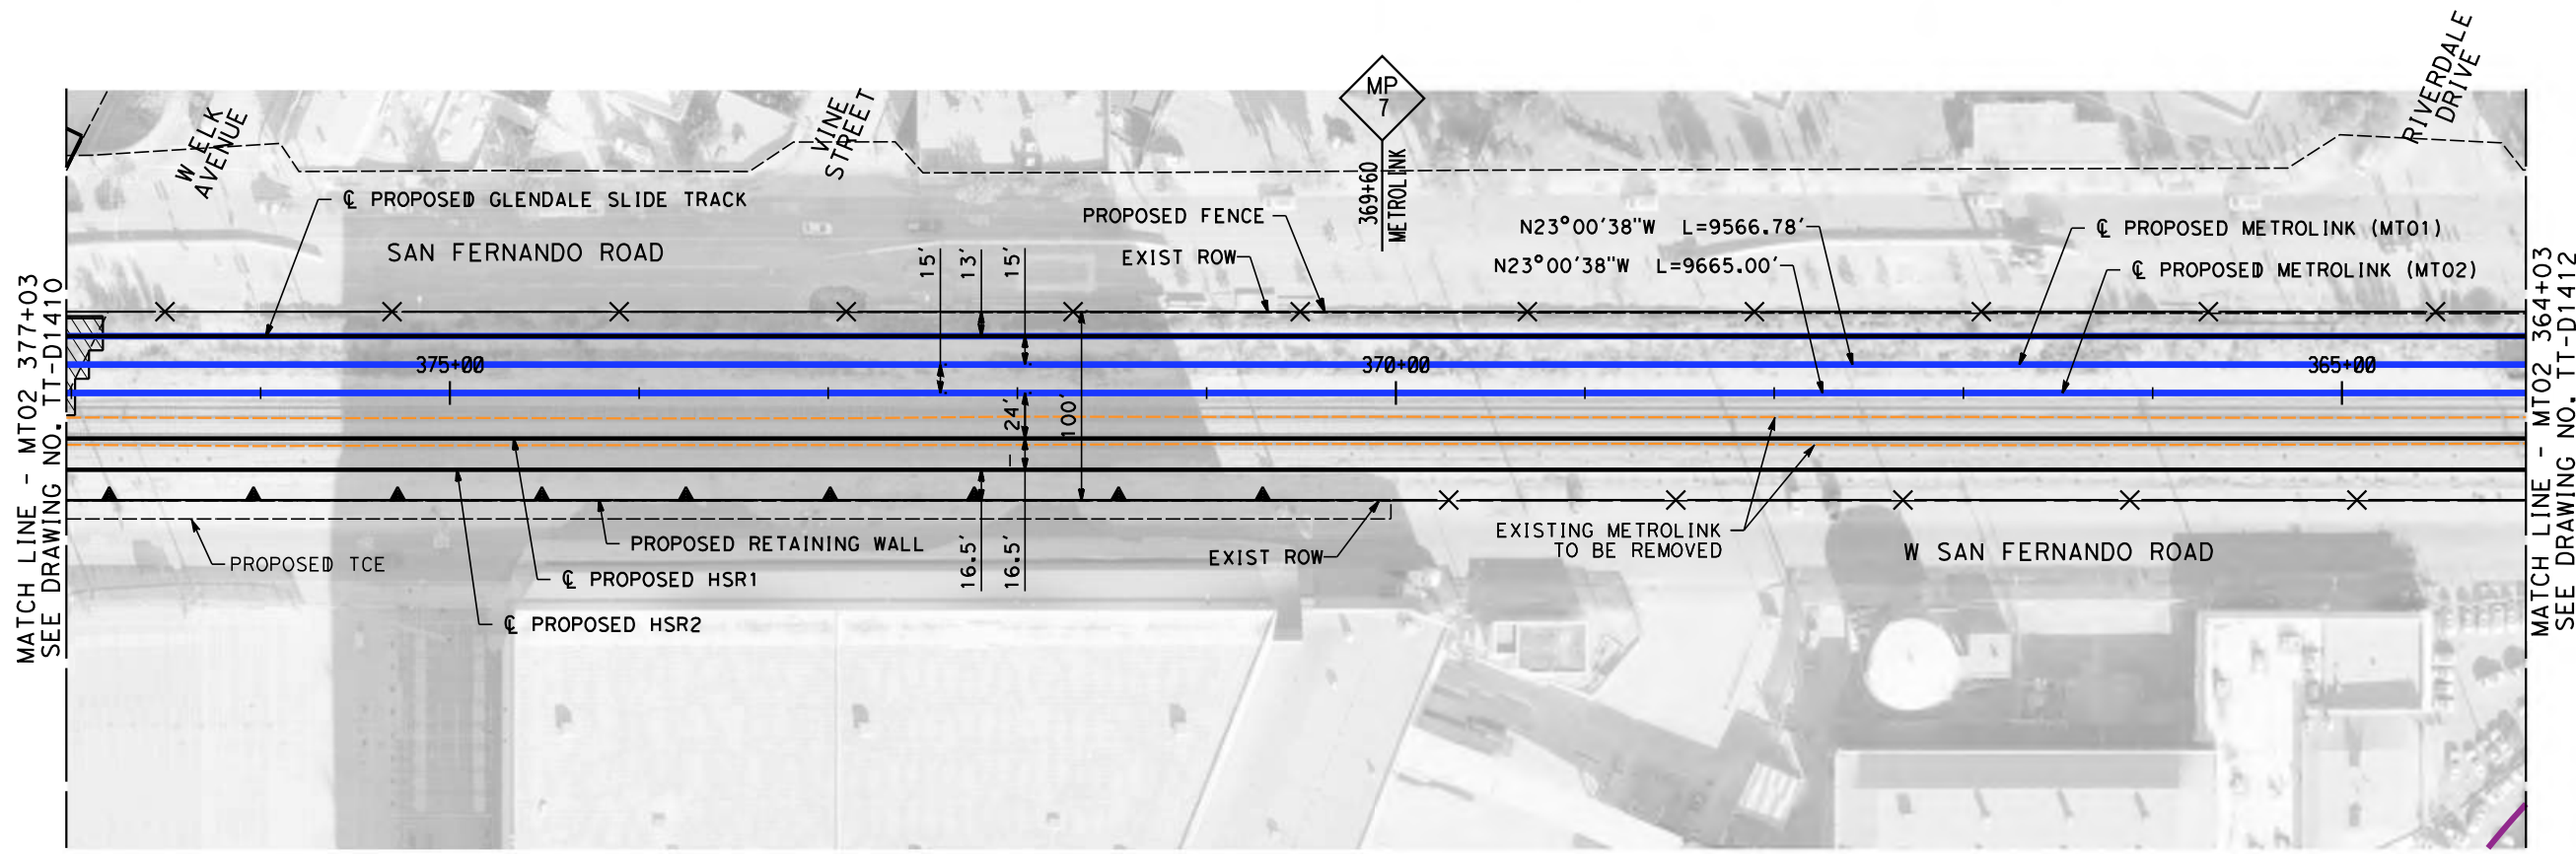 MP
7
369+60
METROLINK
RIVERDALE
DRIVE
W ELK
AVENUE
VINE
STREET
℄ PROPOSED GLENDALE SLIDE TRACK
SAN FERNANDO ROAD
PROPOSED FENCE
EXIST ROW
N23°00'38"W L=9566.78'
N23°00'38"W L=9665.00'
℄ PROPOSED METROLINK (MT01)
℄ PROPOSED METROLINK (MT02)
15'
13'
15'
375+00
370+00
365+00
24'
100'
16.5'
16.5'
MATCH LINE - MT02 377+03
SEE DRAWING NO. TT-D1410
MATCH LINE - MT02 364+03
SEE DRAWING NO. TT-D1412
PROPOSED TCE
PROPOSED RETAINING WALL
℄ PROPOSED HSR1
℄ PROPOSED HSR2
EXIST ROW
EXISTING METROLINK
TO BE REMOVED
W SAN FERNANDO ROAD